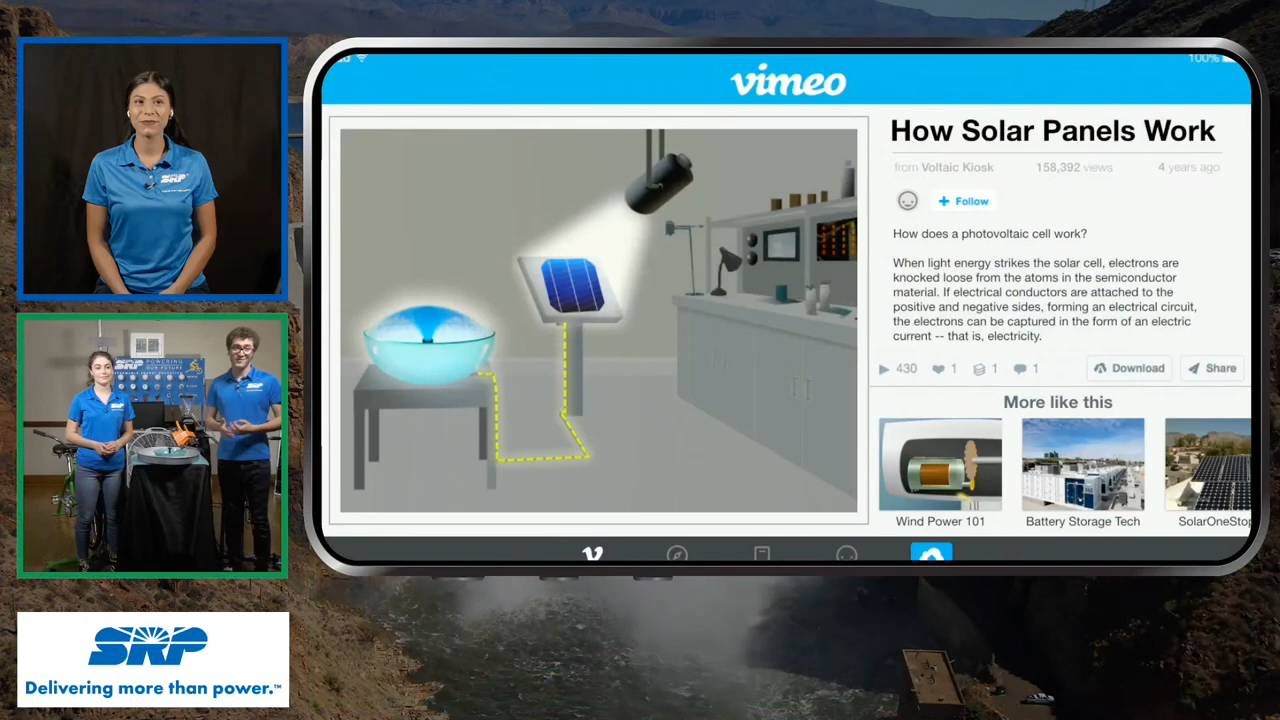 SRP
SRP
POWERING
OUR FUTURE
SRP
SRP
SRP
Delivering more than power.™
100%
vimeo
How Solar Panels Work
from Voltaic Kiosk 158,392 views 4 years ago
+ Follow
How does a photovoltaic cell work?
When light energy strikes the solar cell, electrons are
knocked loose from the atoms in the semiconductor
material. If electrical conductors are attached to the
positive and negative sides, forming an electrical circuit,
the electrons can be captured in the form of an electric
current -- that is, electricity.
430 1 1 1 Download Share
More like this
Wind Power 101 Battery Storage Tech SolarOneStop